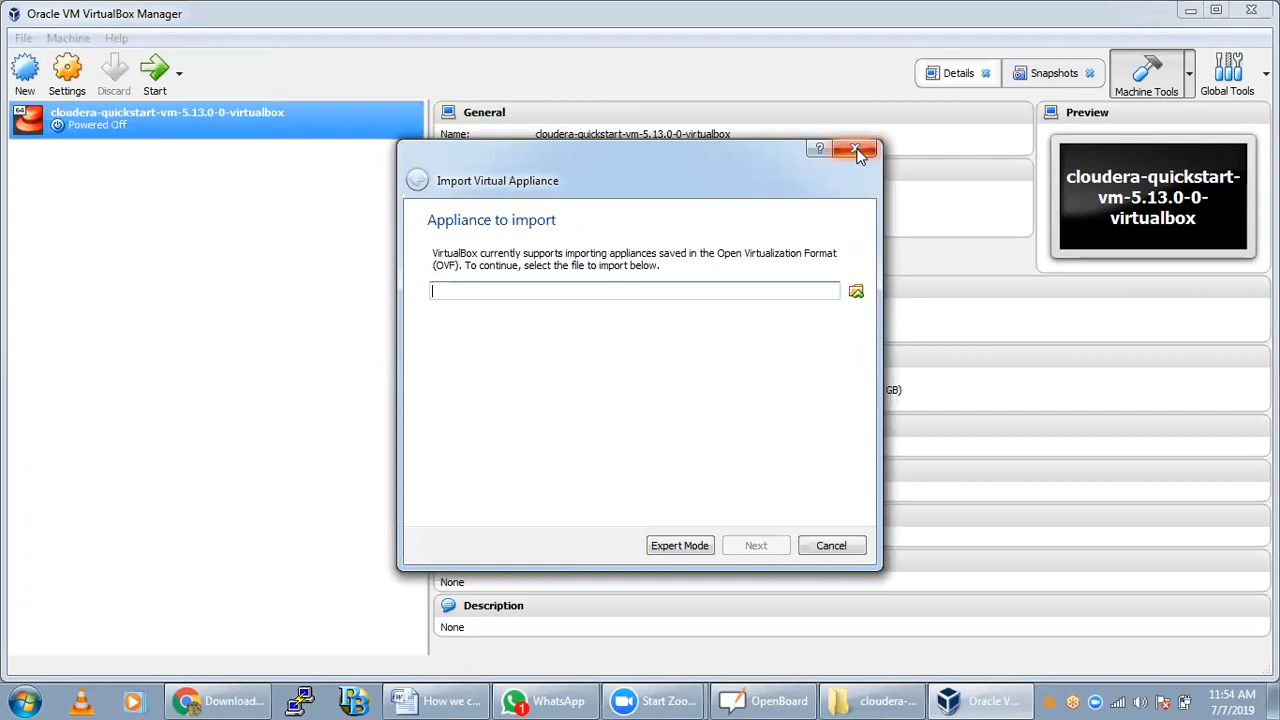 Oracle VM VirtualBox Manager
File Machine Help
New Settings Discard Start
Details Snapshots
Machine Tools Global Tools
64
cloudera-quickstart-vm-5.13.0-0-virtualbox
Powered Off
General
Name: cloudera-quickstart-vm-5.13.0-0-virtualbox
Preview
cloudera-quickstart-
vm-5.13.0-0-
virtualbox
?
Import Virtual Appliance
Appliance to import
VirtualBox currently supports importing appliances saved in the Open Virtualization Format
(OVF). To continue, select the file to import below.
GB)
Expert Mode Next Cancel
None
Description
None
Download... How we c... 1 WhatsApp Start Zoo... OpenBoard cloudera-... Oracle V...
11:54 AM
7/7/2019